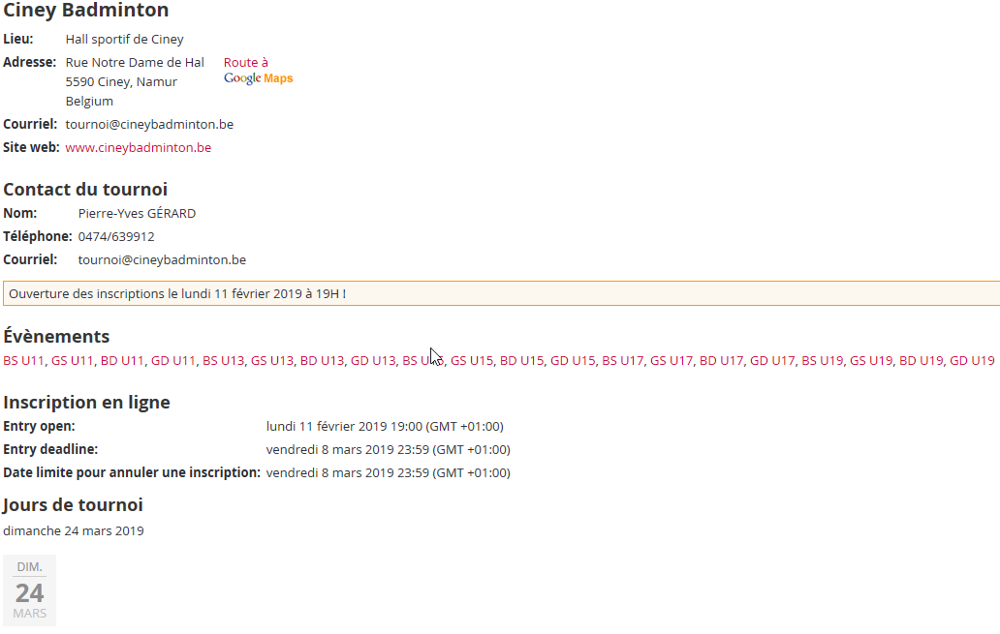 Ciney Badminton
Lieu: Hall sportif de Ciney
Adresse: Rue Notre Dame de Hal Route à
5590 Ciney, Namur Google Maps
Belgium
Courriel: tournoi@cineybadminton.be
Site web: www.cineybadminton.be
Contact du tournoi
Nom: Pierre-Yves GÉRARD
Téléphone: 0474/639912
Courriel: tournoi@cineybadminton.be
Ouverture des inscriptions le lundi 11 février 2019 à 19H !
Évènements
BS U11, GS U11, BD U11, GD U11, BS U13, GS U13, BD U13, GD U13, BS U15, GS U15, BD U15, GD U15, BS U17, GS U17, BD U17, GD U17, BS U19, GS U19, BD U19, GD U19
Inscription en ligne
Entry open: lundi 11 février 2019 19:00 (GMT +01:00)
Entry deadline: vendredi 8 mars 2019 23:59 (GMT +01:00)
Date limite pour annuler une inscription: vendredi 8 mars 2019 23:59 (GMT +01:00)
Jours de tournoi
dimanche 24 mars 2019
DIM.
24
MARS